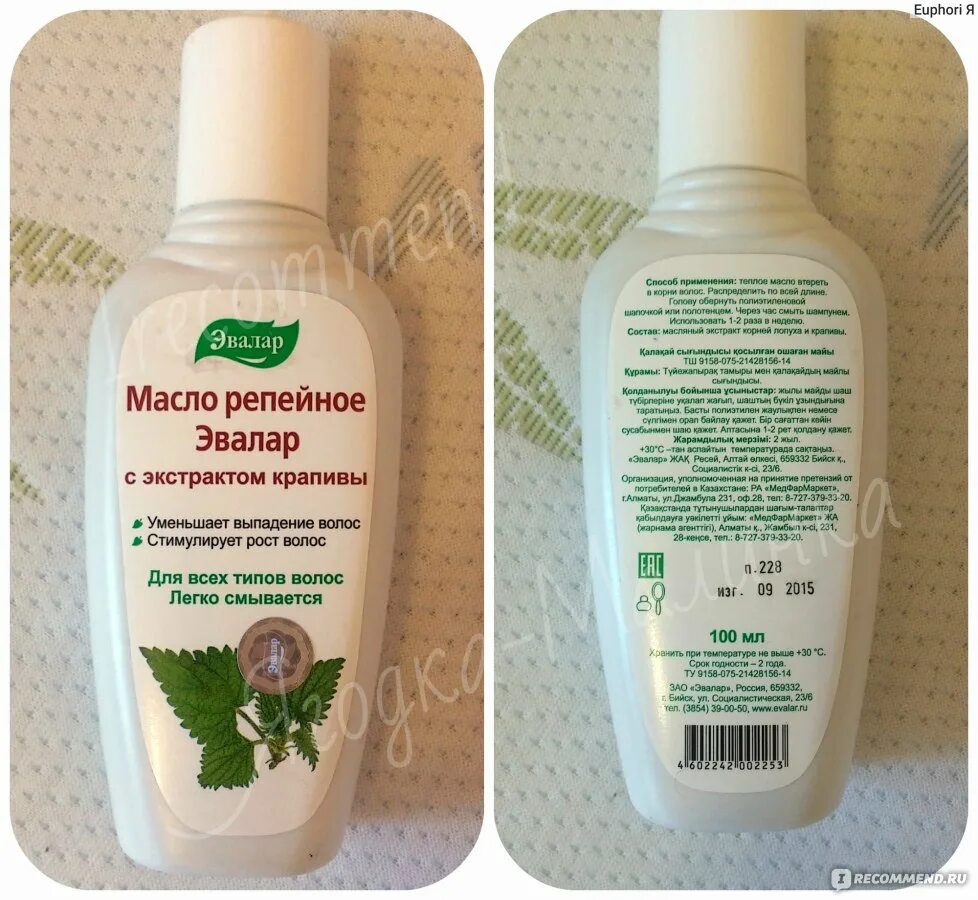 Euphori Я
Эвалар
Масло репейное
Эвалар
с экстрактом крапивы
Уменьшает выпадение волос
Стимулирует рост волос
Для всех типов волос
Легко смывается
Эвалар
Способ применения: теплое масло втереть
в корни волос. Распределить по всей длине.
Голову обернуть полиэтиленовой
шапочкой или полотенцем. Через час смыть шампунем.
Использовать 1-2 раза в неделю.
Состав: масляный экстракт корней лопуха и крапивы.
Қалақай сығындысы қосылған ошаған майы
ТШ 9158-075-21428156-14
Құрамы: Түйежапырақ тамыры мен қалақайдың майлы
сығындысы.
Қолданылуы бойынша ұсыныстар: жылы майды шаш
түбірлеріне уқалап жағып, шаштың бүкіл ұзындығына
таратыңыз. Басты полиэтилен жаулықпен немесе
сүлгімен орап байлау қажет. Бір сағаттан кейін
сусабынмен шаю қажет. Аптасына 1-2 рет қолдану қажет.
Жарамдылық мерзімі: 2 жыл.
+30°С –тан аспайтын температурада сақтаңыз.
«Эвалар» ЖАҚ Ресей, Алтай өлкесі, 659332 Бийск қ.,
Социалистік к-сі, 23/6.
Организация, уполномоченная на принятие претензий от
потребителей в Казахстане: РА «МедФарМаркет»,
г.Алматы, ул.Джамбула 231, оф.28, тел: 8-727-379-33-20.
Қазақстанда тұтынушылардан шағым-талаптар
қабылдауға уәкілетті ұйым: «МедФарМаркет» ЖА
(жарнама агенттігі), Алматы қ., Жамбыл к-сі, 231,
28-кеңсе, тел.: 8-727-379-33-20.
EAC
п.228
изг. 09 2015
100 мл
Хранить при температуре не выше +30 °С.
Срок годности – 2 года.
ТУ 9158-075-21428156-14
ЗАО «Эвалар», Россия, 659332,
г. Бийск, ул. Социалистическая, 23/6
тел. (3854) 39-00-50, www.evalar.ru
4602242002253
irecommend
Ягодка-Малинка
IRECOMMEND.RU